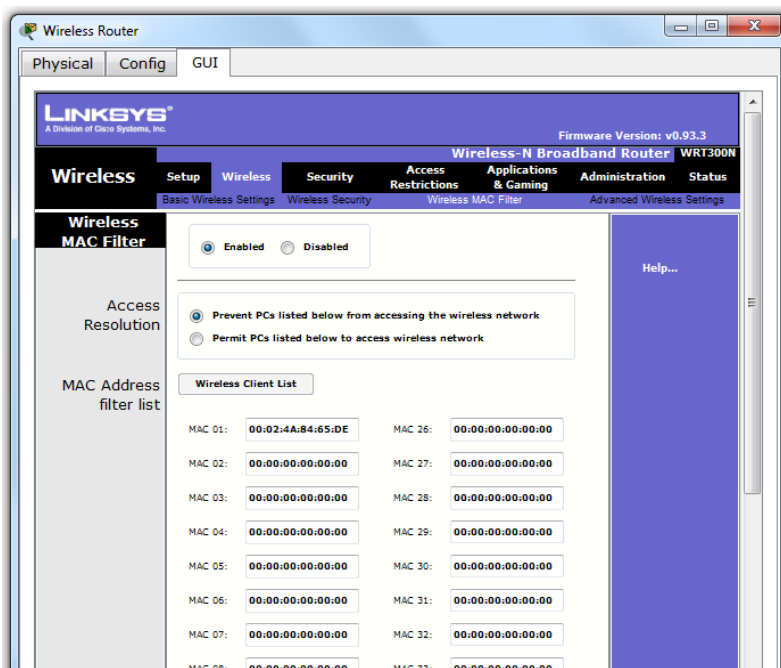 Wireless Router
Physical Config GUI
LINKSYS®
A Division of Cisco Systems, Inc.
Firmware Version: v0.93.3
Wireless-N Broadband Router WRT300N
Wireless
Setup Wireless Security Access Restrictions Applications & Gaming Administration Status
Basic Wireless Settings Wireless Security Wireless MAC Filter Advanced Wireless Settings
Wireless MAC Filter
Enabled Disabled
Help...
Access Resolution
Prevent PCs listed below from accessing the wireless network
Permit PCs listed below to access wireless network
MAC Address filter list
Wireless Client List
MAC 01: 00:02:4A:84:65:DE MAC 26: 00:00:00:00:00:00
MAC 02: 00:00:00:00:00:00 MAC 27: 00:00:00:00:00:00
MAC 03: 00:00:00:00:00:00 MAC 28: 00:00:00:00:00:00
MAC 04: 00:00:00:00:00:00 MAC 29: 00:00:00:00:00:00
MAC 05: 00:00:00:00:00:00 MAC 30: 00:00:00:00:00:00
MAC 06: 00:00:00:00:00:00 MAC 31: 00:00:00:00:00:00
MAC 07: 00:00:00:00:00:00 MAC 32: 00:00:00:00:00:00